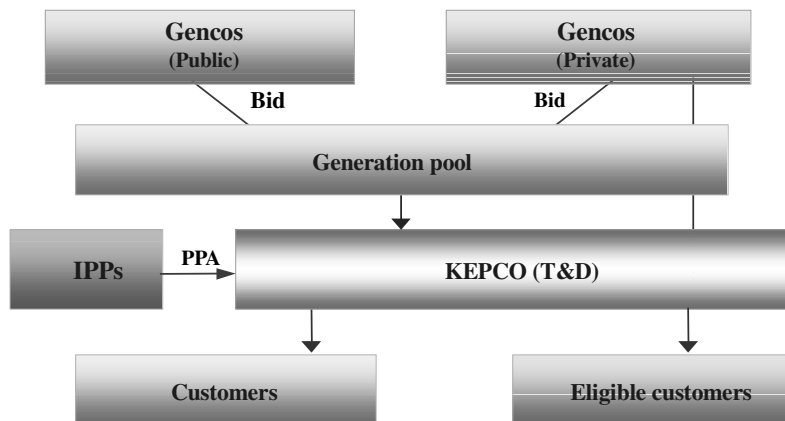 Gencos
(Public)
Gencos
(Private)
Bid
Bid
Generation pool
IPPs
PPA
KEPCO (T&D)
Customers
Eligible customers